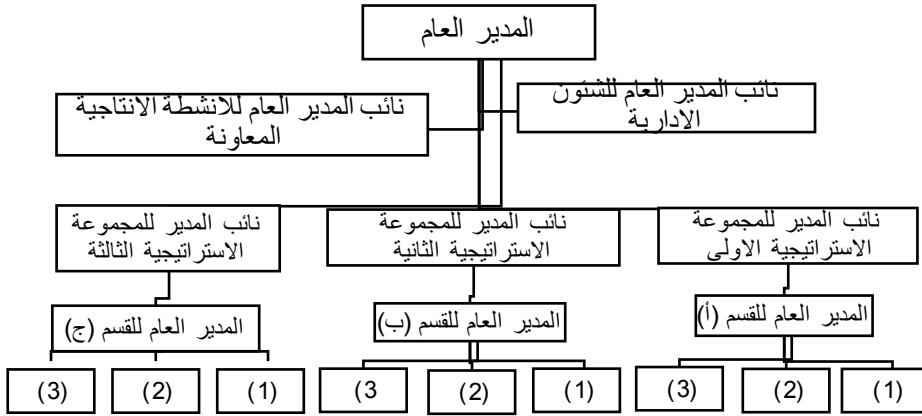 المدير العام
نائب المدير العام للشئون
الادارية
نائب المدير العام للانشطة الانتاجية
المعاونة
نائب المدير للمجموعة
الاستراتيجية الاولى
نائب المدير للمجموعة
الاستراتيجية الثانية
نائب المدير للمجموعة
الاستراتيجية الثالثة
المدير العام للقسم (أ)
المدير العام للقسم (ب)
المدير العام للقسم (ج)
(1)
(2)
(3)
(1)
(2)
(3
(1)
(2)
(3)